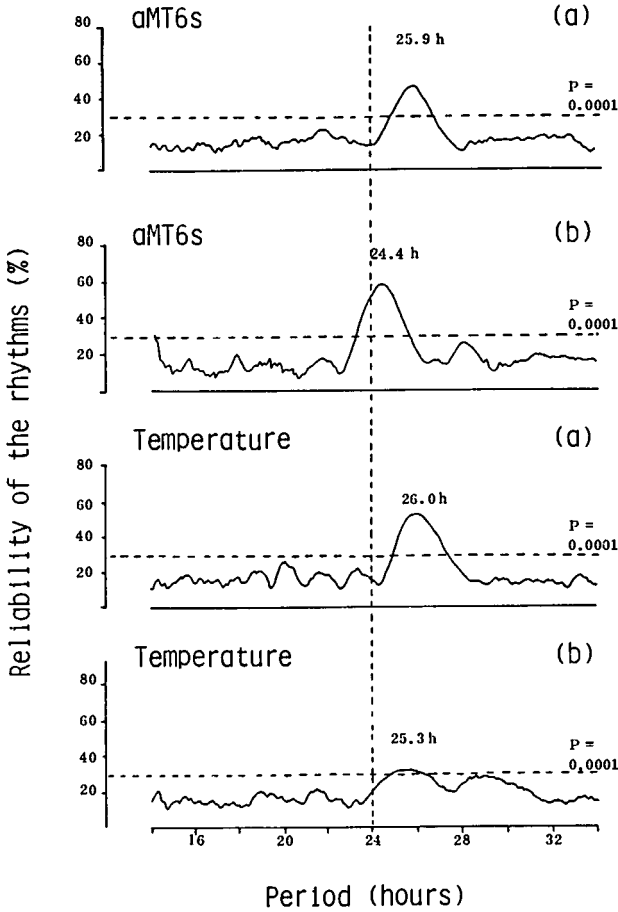 aMT6s (a)
80
60
40
20
25.9 h
P =
0.0001
aMT6s (b)
80
60
40
20
24.4 h
P =
0.0001
Temperature (a)
80
60
40
20
26.0 h
P =
0.0001
Temperature (b)
80
60
40
20
25.3 h
P =
0.0001
16 20 24 28 32
Period (hours)
Reliability of the rhythms (%)